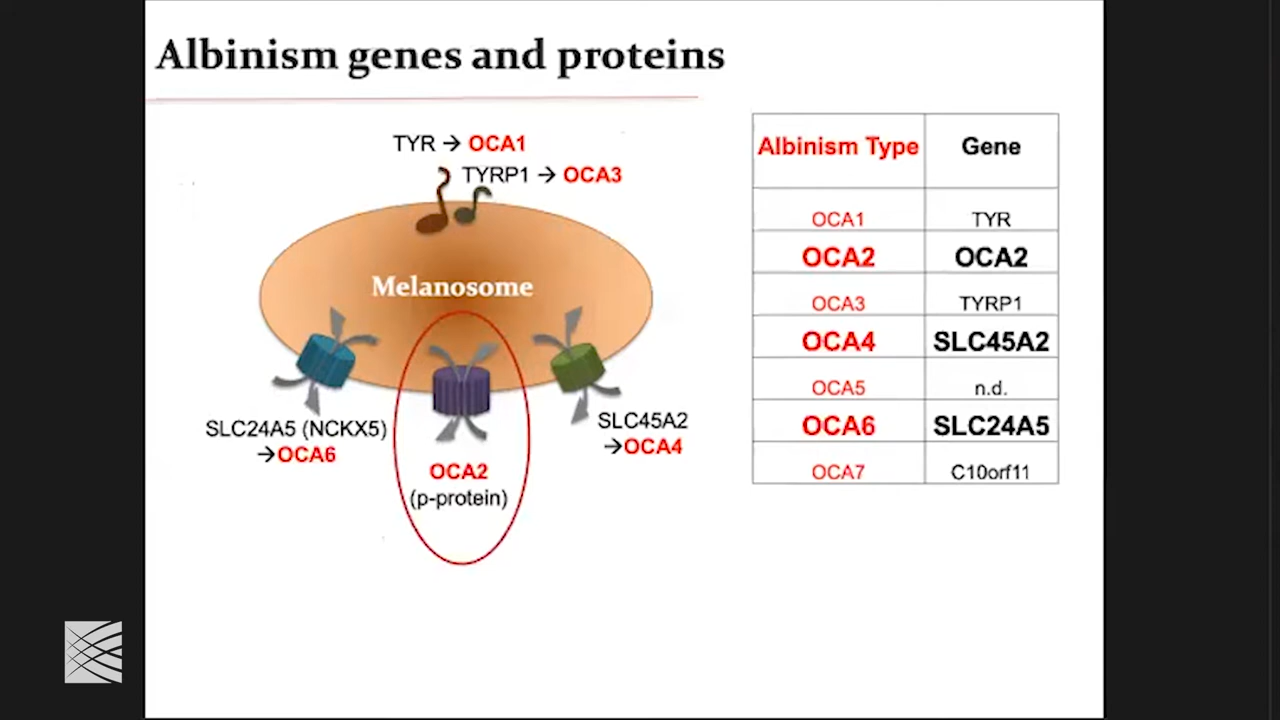 Albinism genes and proteins
TYR → OCA1
TYRP1 → OCA3
Melanosome
SLC24A5 (NCKX5)
→OCA6
OCA2
(p-protein)
SLC45A2
→OCA4
Albinism Type Gene
OCA1 TYR
OCA2 OCA2
OCA3 TYRP1
OCA4 SLC45A2
OCA5 n.d.
OCA6 SLC24A5
OCA7 C10orf11